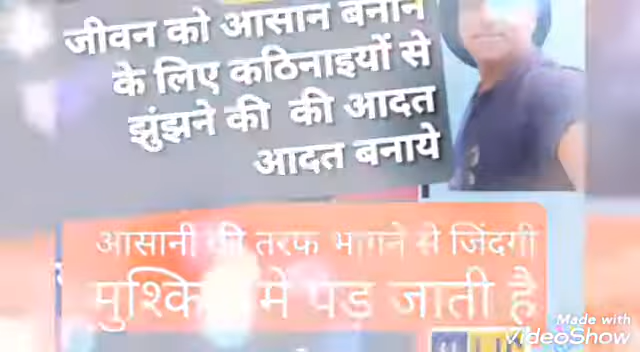 जीवन को आसान बनाने
के लिए कठिनाइयों से
झुंझने की की आदत
आदत बनाये
आसानी की तरफ भागने से जिंदगी
में पड जाती है
Made with
VideoShow